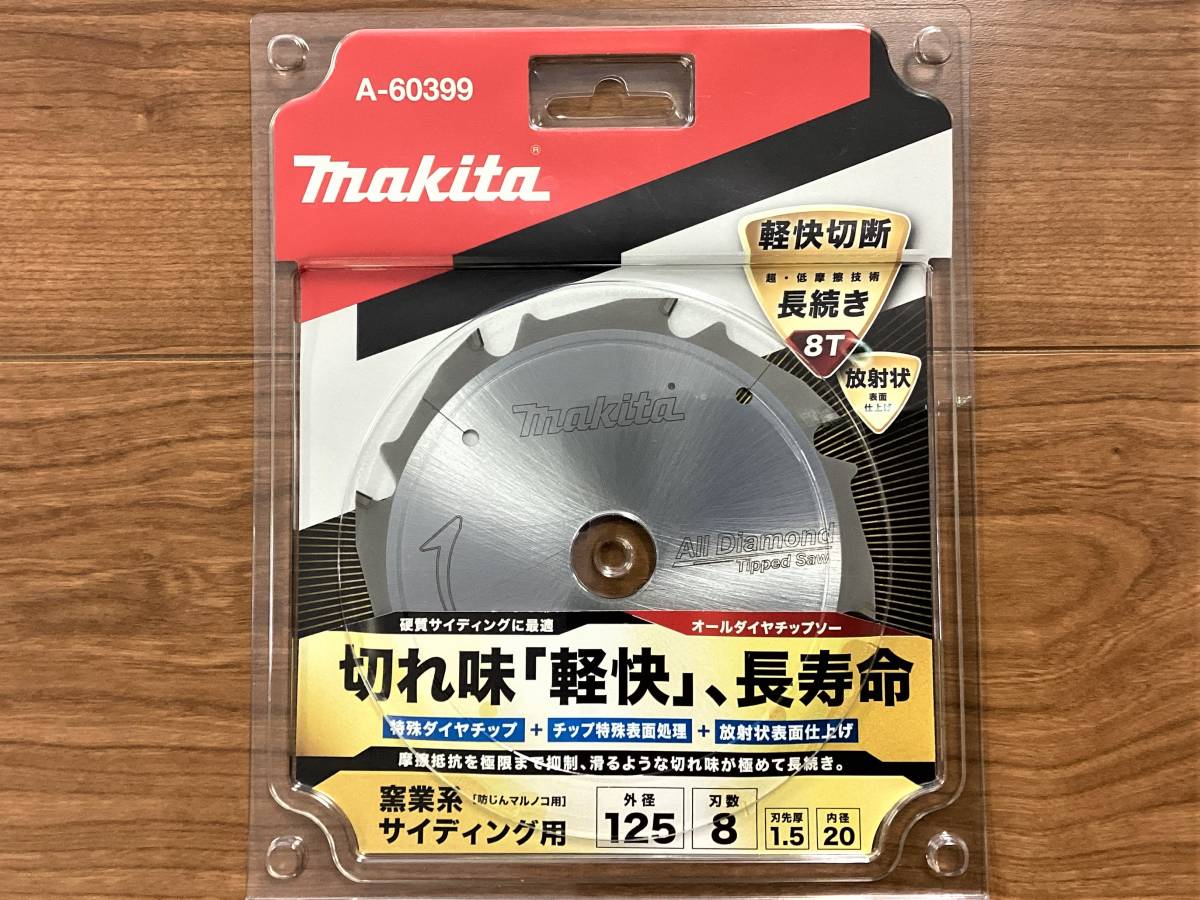 A-60399
makita®
軽快切断
超・低摩擦技術
長続き
8T
放射状
表面
仕上げ
makita®
All Diamond
Tipped Saw
硬質サイディングに最適
オールダイヤチップソー
切れ味「軽快」、長寿命
特殊ダイヤチップ + チップ特殊表面処理 + 放射状表面仕上げ
摩擦抵抗を極限まで抑制、滑るような切れ味が極めて長続き。
窯業系「防じんマルノコ用」
サイディング用
外径
125
刃数
8
刃先厚
1.5
内径
20